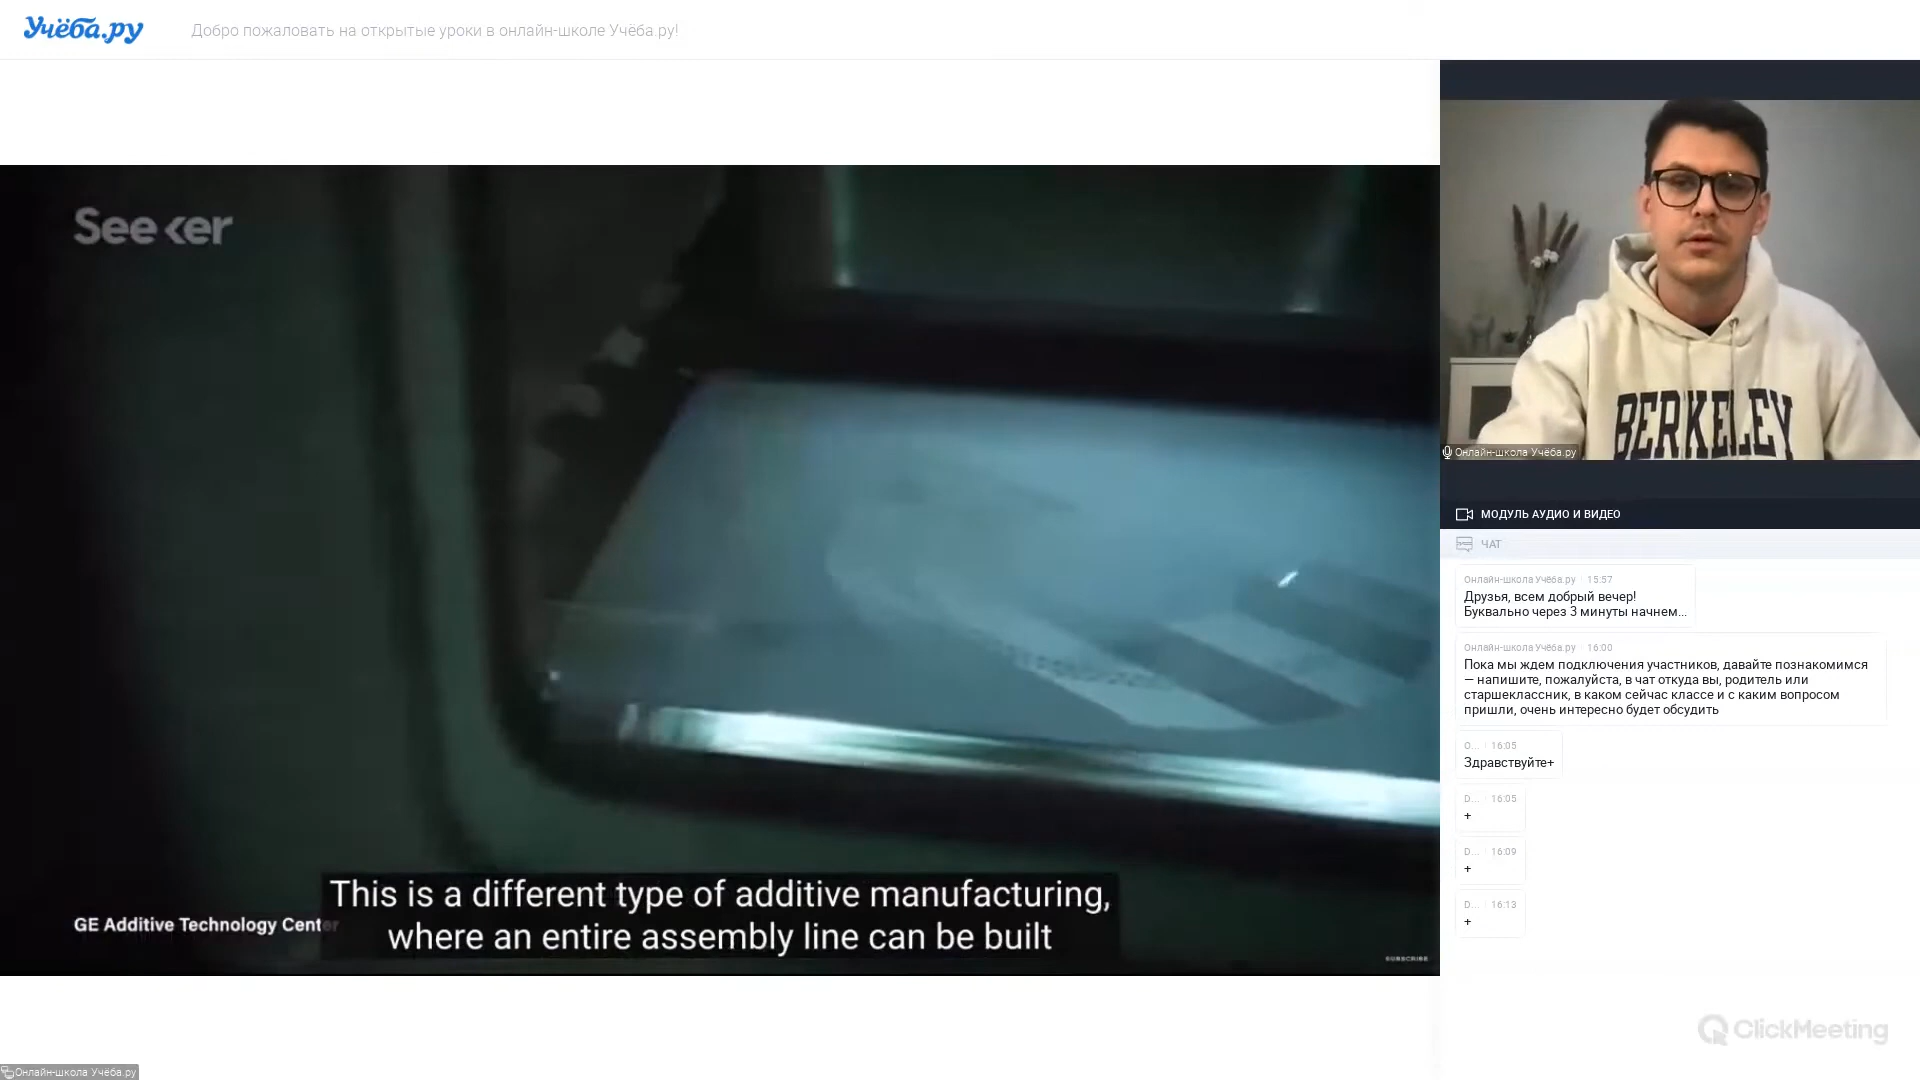 Учёба.ру
Добро пожаловать на открытые уроки в онлайн-школе Учёба.ру!
Seeker
GE Additive Technology Center
This is a different type of additive manufacturing,
where an entire assembly line can be built
SUBSCRIBE
Онлайн-школа Учёба.ру
BERKELEY
Онлайн-школа Учёба.ру
МОДУЛЬ АУДИО И ВИДЕО
ЧАТ
Онлайн-школа Учёба.ру 15:57
Друзья, всем добрый вечер!
Буквально через 3 минуты начнем...
Онлайн-школа Учёба.ру 16:00
Пока мы ждем подключения участников, давайте познакомимся
— напишите, пожалуйста, в чат откуда вы, родитель или
старшеклассник, в каком сейчас классе и с каким вопросом
пришли, очень интересно будет обсудить
О... 16:05
Здравствуйте+
D... 16:05
+
D... 16:09
+
D... 16:13
+
ClickMeeting